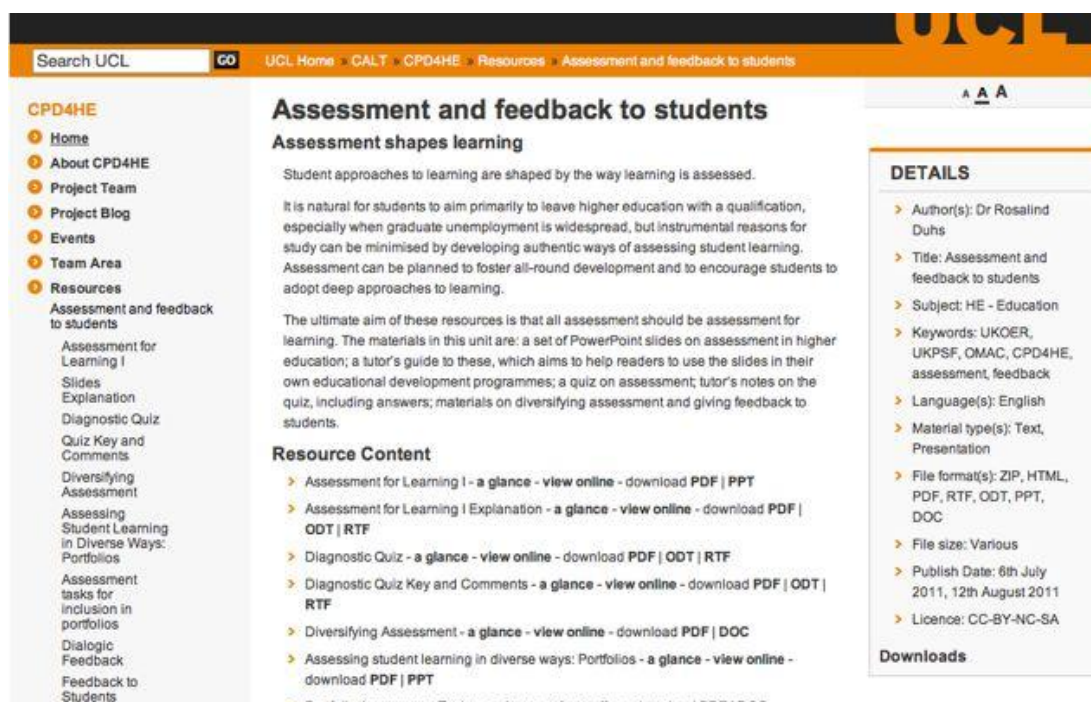 UCL
Search UCL
GO
UCL Home » CALT » CPD4HE » Resources » Assessment and feedback to students
CPD4HE
Home
About CPD4HE
Project Team
Project Blog
Events
Team Area
Resources
Assessment and feedback
to students
Assessment for
Learning I
Slides
Explanation
Diagnostic Quiz
Quiz Key and
Comments
Diversifying
Assessment
Assessing
Student Learning
in Diverse Ways:
Portfolios
Assessment
tasks for
inclusion in
portfolios
Dialogic
Feedback
Feedback to
Students
Assessment and feedback to students
Assessment shapes learning
Student approaches to learning are shaped by the way learning is assessed.
It is natural for students to aim primarily to leave higher education with a qualification,
especially when graduate unemployment is widespread, but instrumental reasons for
study can be minimised by developing authentic ways of assessing student learning.
Assessment can be planned to foster all-round development and to encourage students to
adopt deep approaches to learning.
The ultimate aim of these resources is that all assessment should be assessment for
learning. The materials in this unit are: a set of PowerPoint slides on assessment in higher
education; a tutor's guide to these, which aims to help readers to use the slides in their
own educational development programmes; a quiz on assessment; tutor's notes on the
quiz, including answers; materials on diversifying assessment and giving feedback to
students.
Resource Content
Assessment for Learning I - a glance - view online - download PDF | PPT
Assessment for Learning I Explanation - a glance - view online - download PDF |
ODT | RTF
Diagnostic Quiz - a glance - view online - download PDF | ODT | RTF
Diagnostic Quiz Key and Comments - a glance - view online - download PDF | ODT |
RTF
Diversifying Assessment - a glance - view online - download PDF | DOC
Assessing student learning in diverse ways: Portfolios - a glance - view online -
download PDF | PPT
A A A
DETAILS
Author(s): Dr Rosalind
Duhs
Title: Assessment and
feedback to students
Subject: HE - Education
Keywords: UKOER,
UKPSF, OMAC, CPD4HE,
assessment, feedback
Language(s): English
Material type(s): Text,
Presentation
File format(s): ZIP, HTML,
PDF, RTF, ODT, PPT,
DOC
File size: Various
Publish Date: 6th July
2011, 12th August 2011
Licence: CC-BY-NC-SA
Downloads